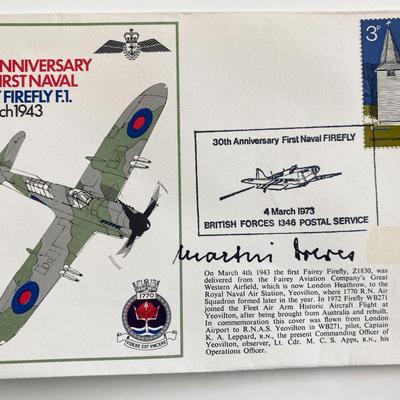 ANNIVERSARY
FIRST NAVAL
FIREFLY F.1.
ch 1943
3p
30th Anniversary First Naval FIREFLY
4 March 1973
BRITISH FORCES 1346 POSTAL SERVICE
1770
On March 4th 1943 the first Fairey Firefly, Z1830, was
delivered from the Fairey Aviation Company's Great
Western Airfield, which is now London Heathrow, to the
Royal Naval Air Station, Yeovilton, where 1770 R.N. Air
Squadron formed later in the year. In 1972 Firefly WB271
joined the Fleet Air Arm Historic Aircraft Flight at
Yeovilton, after being brought from Australia and rebuilt.
In commemoration this cover was flown from London
Airport to R.N.A.S. Yeovilton in WB271, pilot, Captain
K. A. Leppard, R.N., the present Commanding Officer of
Yeovilton, observer, Lt. Cdr. M. C. S. Apps, R.N., his
Operations Officer.